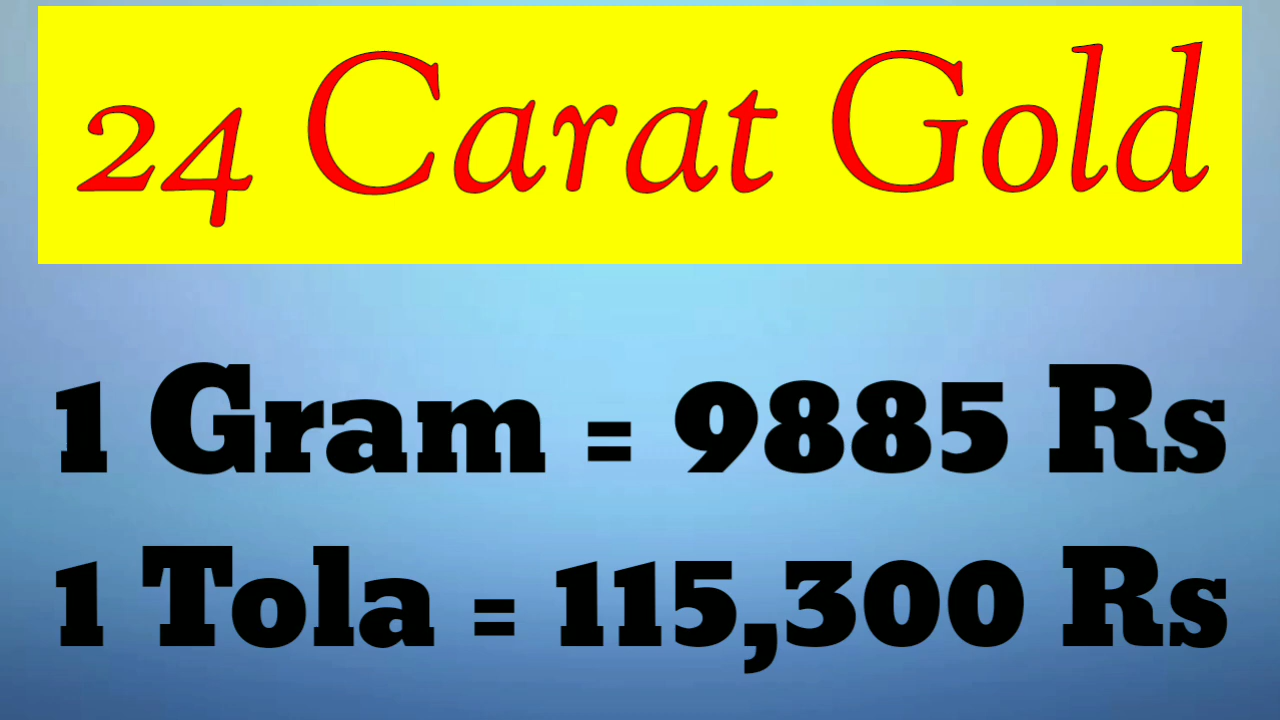 24 Carat Gold
1 Gram = 9885 Rs
1 Tola = 115,300 Rs